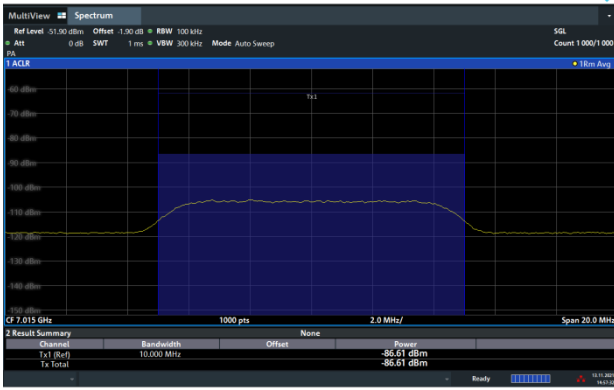 MultiView Spectrum
Ref Level -51.90 dBm Offset -1.90 dB RBW 100 kHz SGL
Att 0 dB SWT 1 ms VBW 300 kHz Mode Auto Sweep Count 1000/1000
PA
1 ACLR 1Rm Avg
-60 dBm
Tx1
-70 dBm
-80 dBm
-90 dBm
-100 dBm
-110 dBm
-120 dBm
-130 dBm
-140 dBm
-150 dBm
CF 7.015 GHz 1000 pts 2.0 MHz/ Span 20.0 MHz
2 Result Summary None
Channel Bandwidth Offset Power
Tx1 (Ref) 10.000 MHz -86.61 dBm
Tx Total -86.61 dBm
Ready